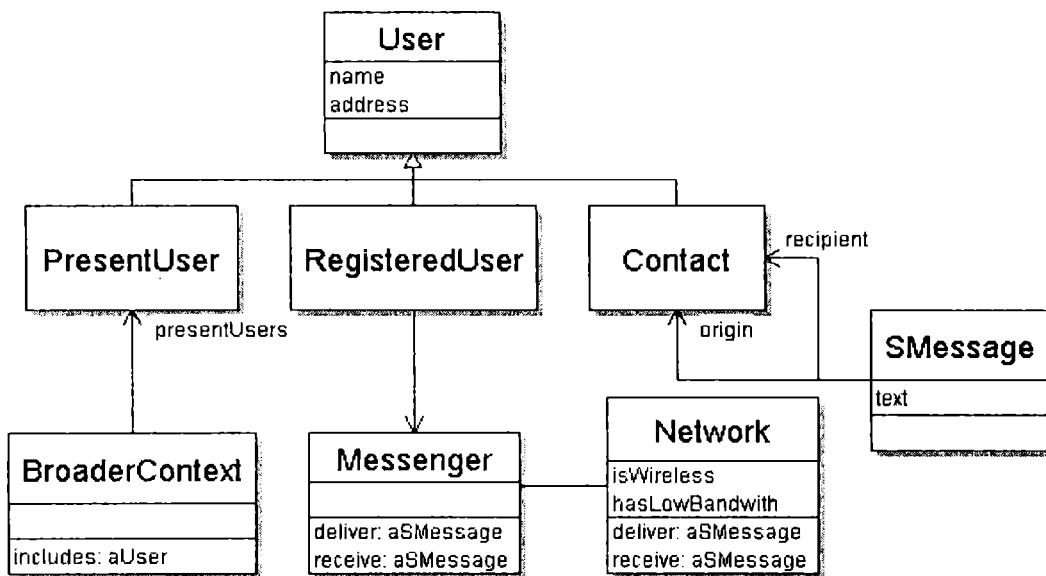 User
name
address
PresentUser
RegisteredUser
Contact
recipient
presentUsers
origin
SMessage
text
BroaderContext
includes: aUser
Messenger
deliver: aSMessage
receive: aSMessage
Network
isWireless
hasLowBandwith
deliver: aSMessage
receive: aSMessage